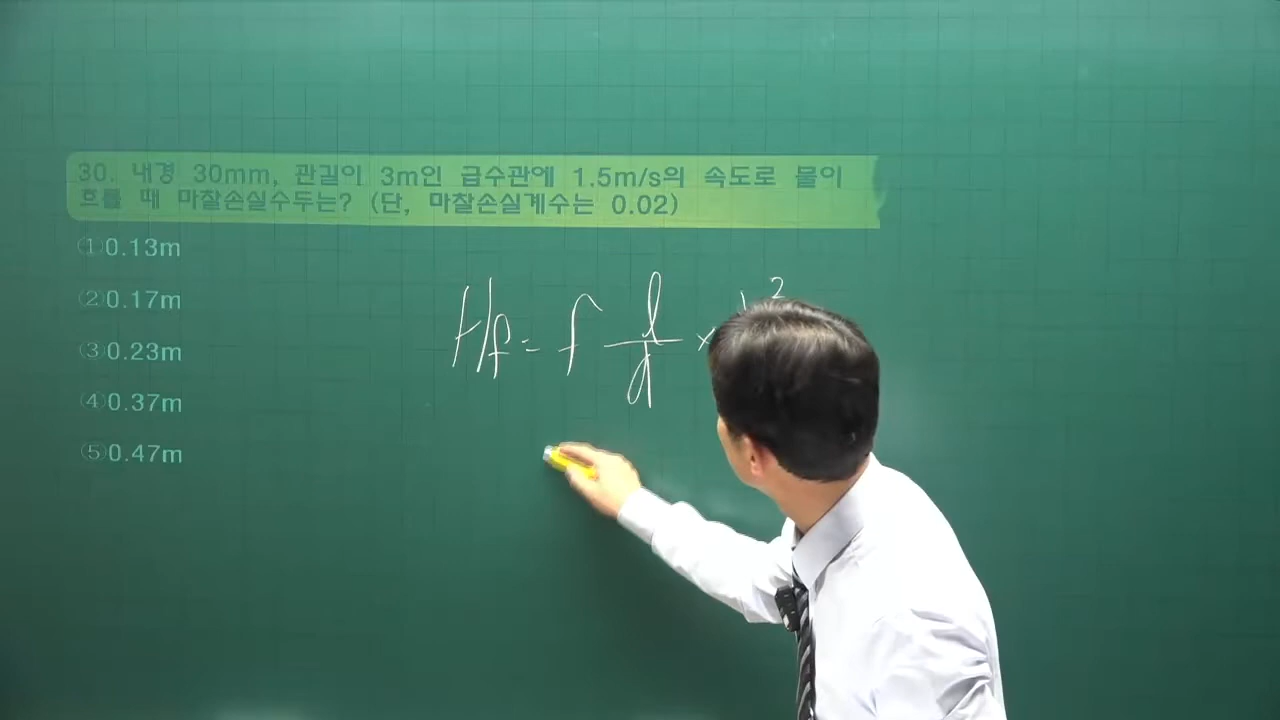 30. 내경 30mm, 관길이 3m인 급수관에 1.5m/s의 속도로 물이
흐를 때 마찰손실수두는? (단, 마찰손실계수는 0.02)
①0.13m
②0.17m
③0.23m
④0.37m
⑤0.47m
Hf = f l/d × 2